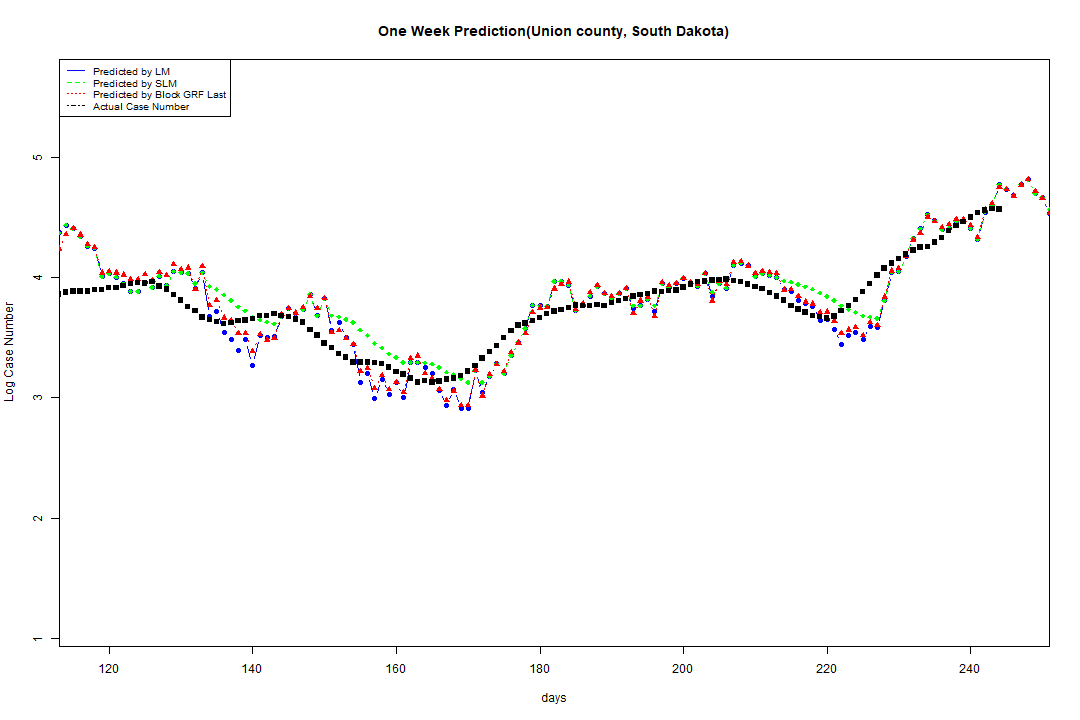 One Week Prediction(Union county, South Dakota)
Predicted by LM
Predicted by SLM
Predicted by Block GRF Last
Actual Case Number
Log Case Number
5
4
3
2
1
120 140 160 180 200 220 240
days